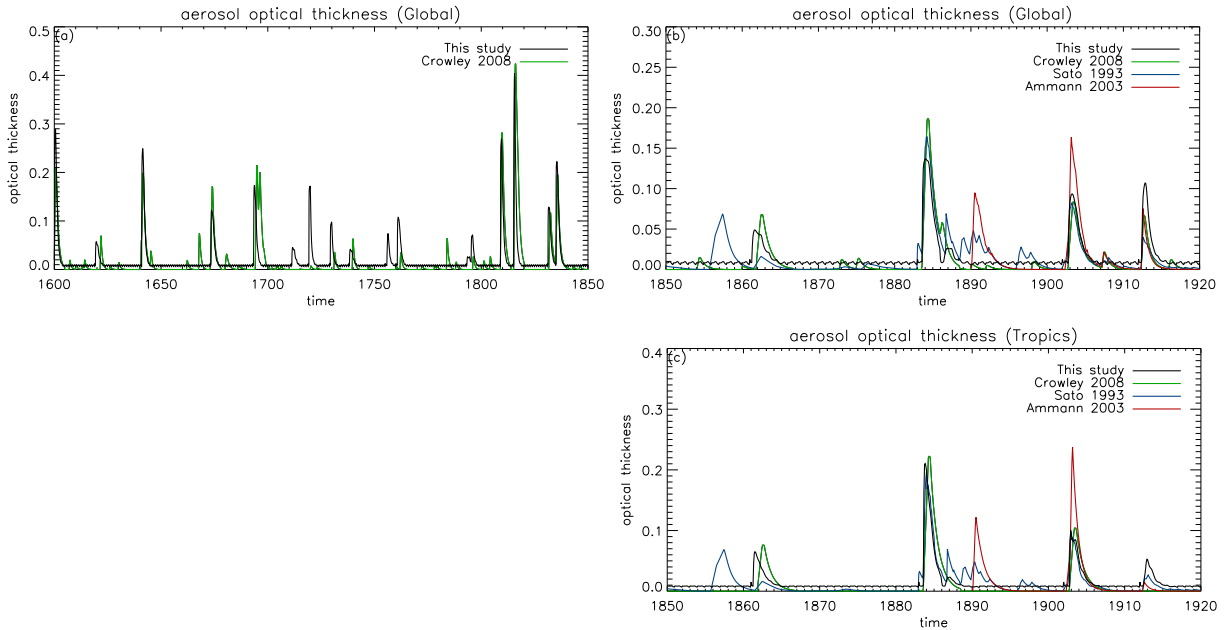 aerosol optical thickness (Global)
(a)
This study
Crowley 2008
optical thickness
0.5
0.4
0.3
0.2
0.1
0.0
1600 1650 1700 1750 1800 1850
time
aerosol optical thickness (Global)
(b)
This study
Crowley 2008
Sato 1993
Ammann 2003
optical thickness
0.30
0.25
0.20
0.15
0.10
0.05
0.00
1850 1860 1870 1880 1890 1900 1910 1920
time
aerosol optical thickness (Tropics)
(c)
This study
Crowley 2008
Sato 1993
Ammann 2003
optical thickness
0.4
0.3
0.2
0.1
0.0
1850 1860 1870 1880 1890 1900 1910 1920
time